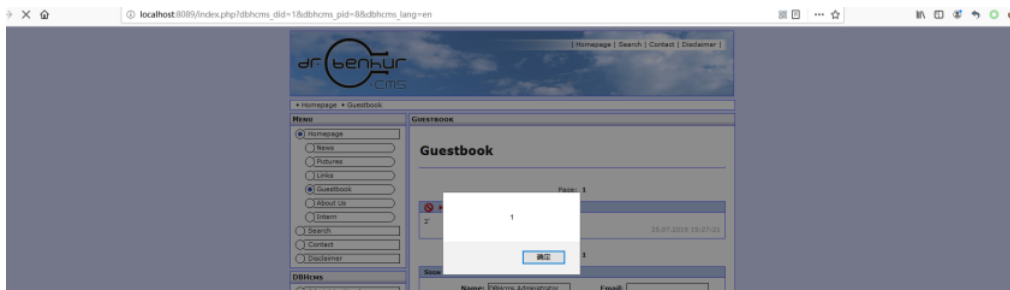 localhost:8089/index.php?dbhcms_did=1&dbhcms_pid=8&dbhcms_lang=en
| Homepage | Search | Contact | Disclaimer |
dr. benhur
CMS
• Homepage • Guestbook
MENU
GUESTBOOK
Homepage
News
Pictures
Links
Guestbook
About Us
Intern
Search
Contact
Disclaimer
DBHCMS
Guestbook
Page: 1
2"
25.07.2019 15:27:21
1
1
确定
Name: DBHcms Administrator
Email: